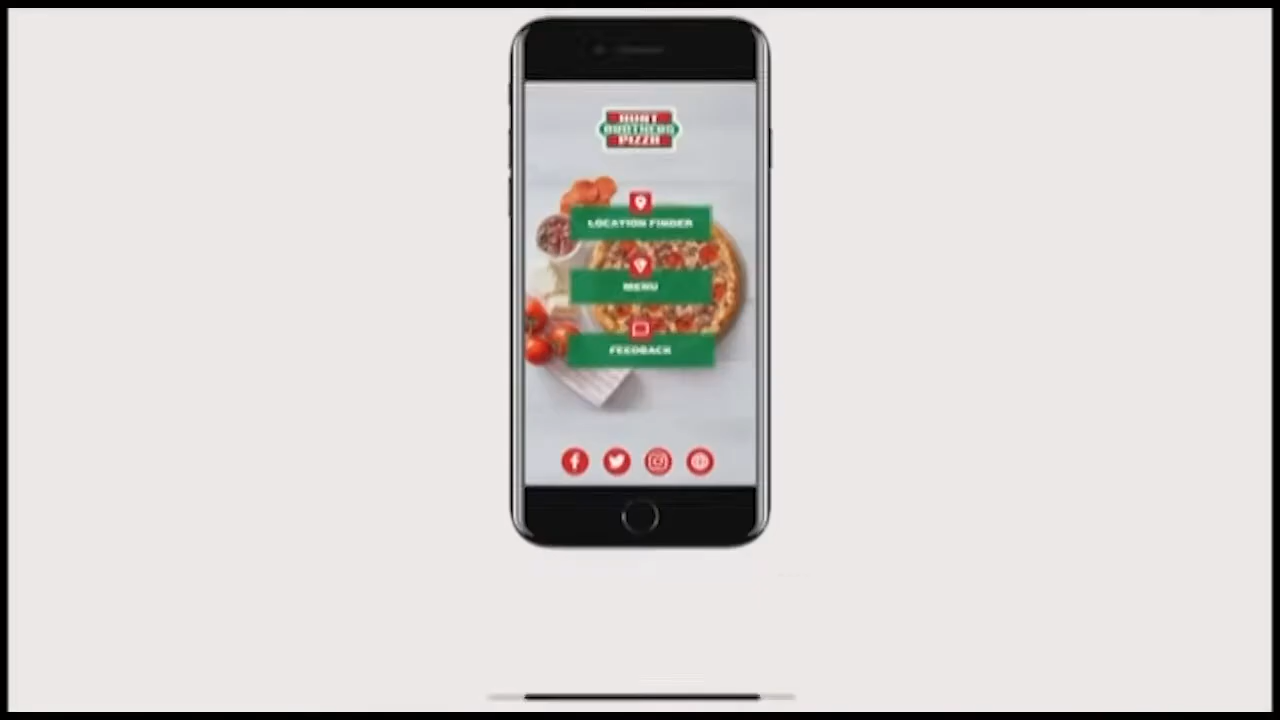 HUNT
BROTHERS
PIZZA
LOCATION FINDER
MENU
FEEDBACK